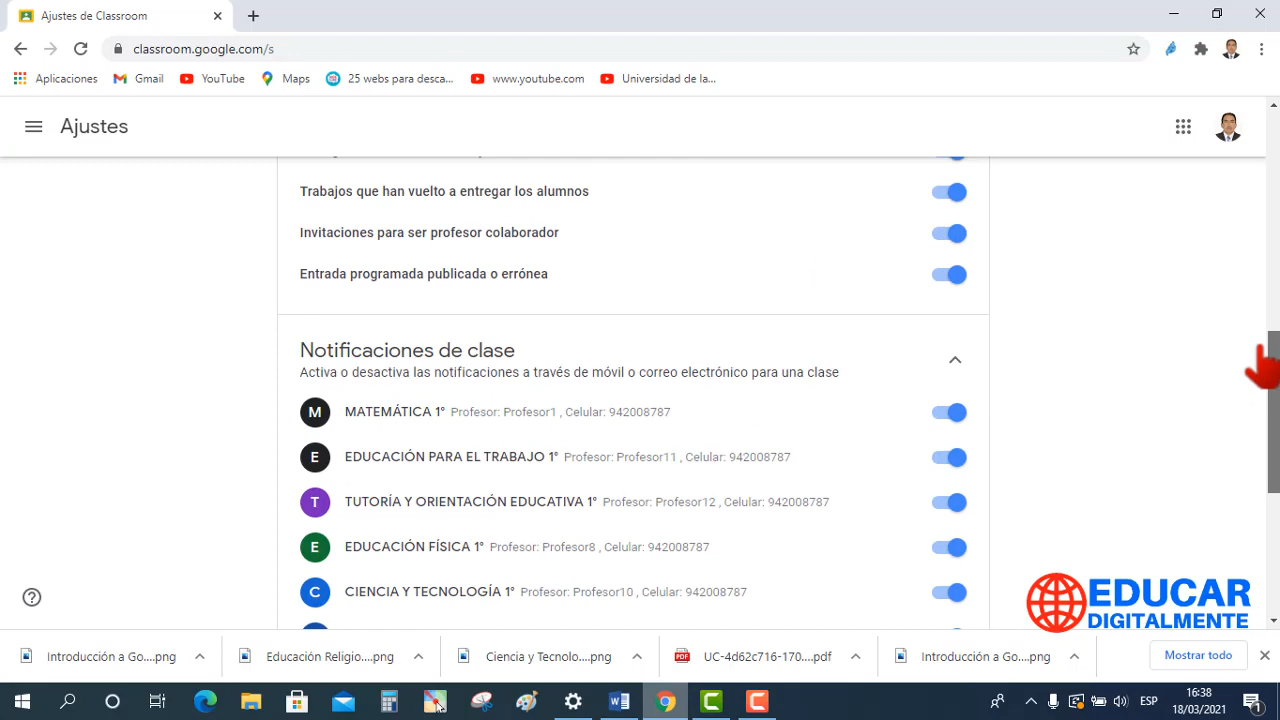 Ajustes de Classroom
classroom.google.com/s
Aplicaciones Gmail YouTube Maps 25 webs para desca... www.youtube.com Universidad de la...
Ajustes
Trabajos que han vuelto a entregar los alumnos
Invitaciones para ser profesor colaborador
Entrada programada publicada o errónea
Notificaciones de clase
Activa o desactiva las notificaciones a través de móvil o correo electrónico para una clase
M MATEMÁTICA 1° Profesor: Profesor1 , Celular: 942008787
E EDUCACIÓN PARA EL TRABAJO 1° Profesor: Profesor11 , Celular: 942008787
T TUTORÍA Y ORIENTACIÓN EDUCATIVA 1° Profesor: Profesor12 , Celular: 942008787
E EDUCACIÓN FÍSICA 1° Profesor: Profesor8 , Celular: 942008787
C CIENCIA Y TECNOLOGÍA 1° Profesor: Profesor10 , Celular: 942008787
EDUCAR
DIGITALMENTE
Introducción a Go....png Educación Religio....png Ciencia y Tecnolo....png UC-4d62c716-170....pdf Introducción a Go....png Mostrar todo
ESP 16:38
18/03/2021